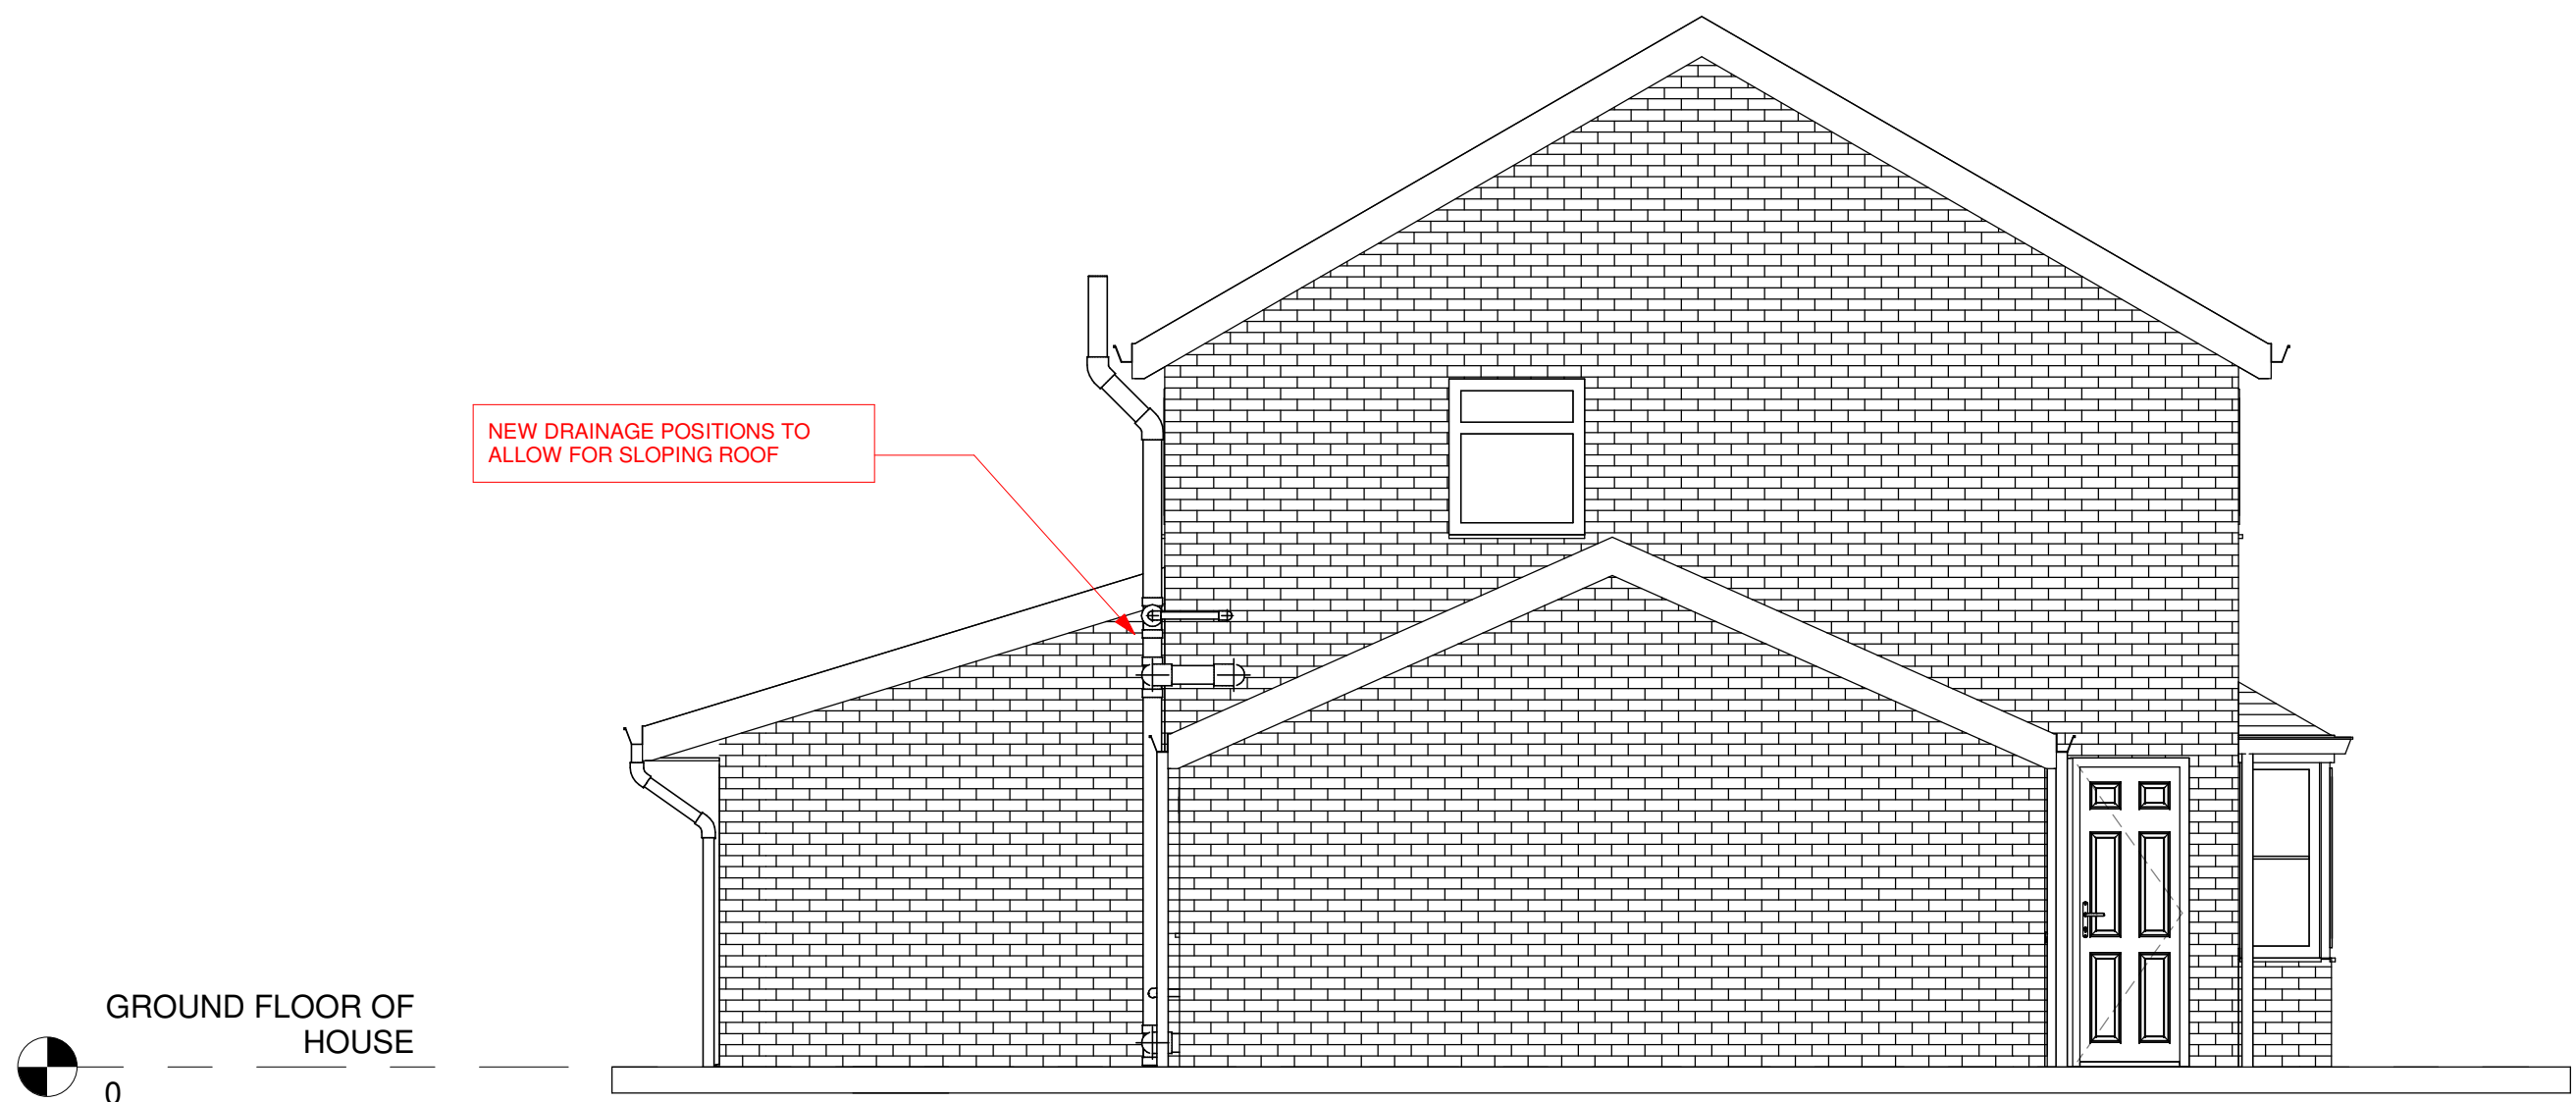 NEW DRAINAGE POSITIONS TO
ALLOW FOR SLOPING ROOF
GROUND FLOOR OF
HOUSE
0